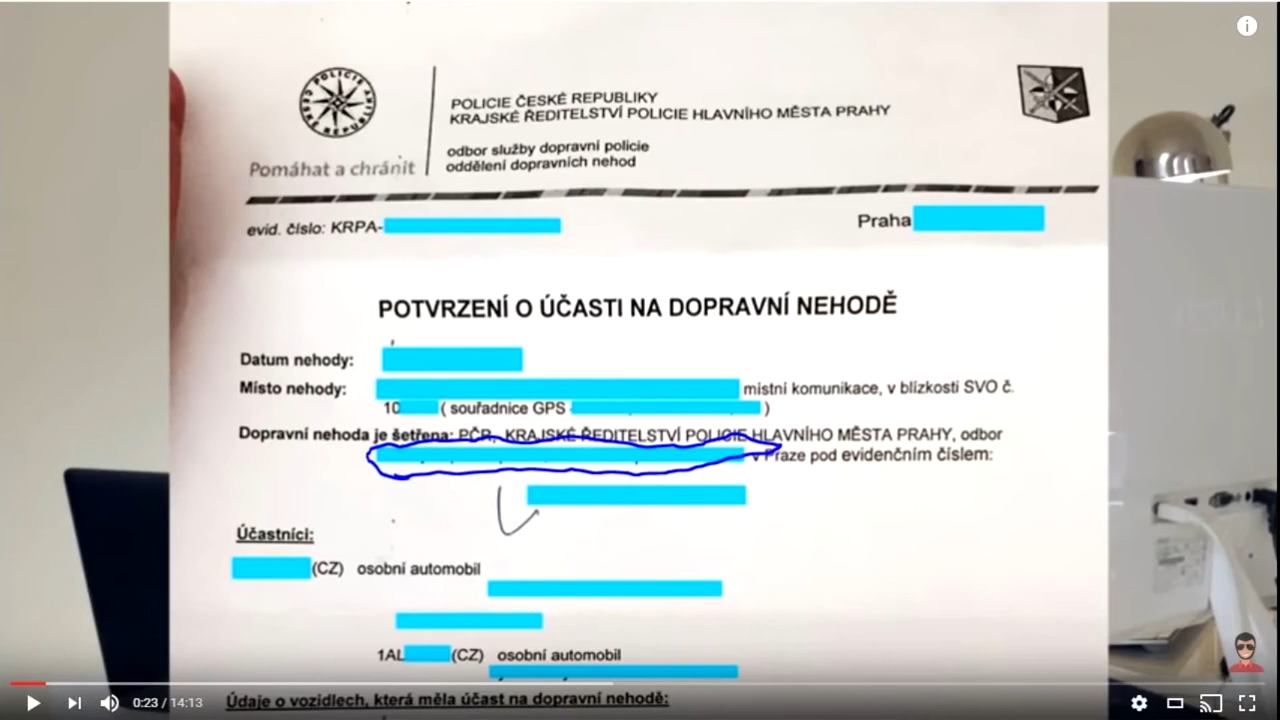 POLICIE ČESKÉ REPUBLIKY
POLICIE ČESKÉ REPUBLIKY
KRAJSKÉ ŘEDITELSTVÍ POLICIE HLAVNÍHO MĚSTA PRAHY
odbor služby dopravní policie
oddělení dopravních nehod
Pomáhat a chránit
evid. číslo: KRPA-
Praha
POTVRZENÍ O ÚČASTI NA DOPRAVNÍ NEHODĚ
Datum nehody:
Místo nehody: místní komunikace, v blízkosti SVO č.
10 ( souřadnice GPS )
Dopravní nehoda je šetřena: PČR, KRAJSKÉ ŘEDITELSTVÍ POLICIE HLAVNÍHO MĚSTA PRAHY, odbor
v Praze pod evidenčním číslem:
Účastníci:
(CZ) osobní automobil
1AL (CZ) osobní automobil
Údaje o vozidlech, která měla účast na dopravní nehodě:
0:23 / 14:13